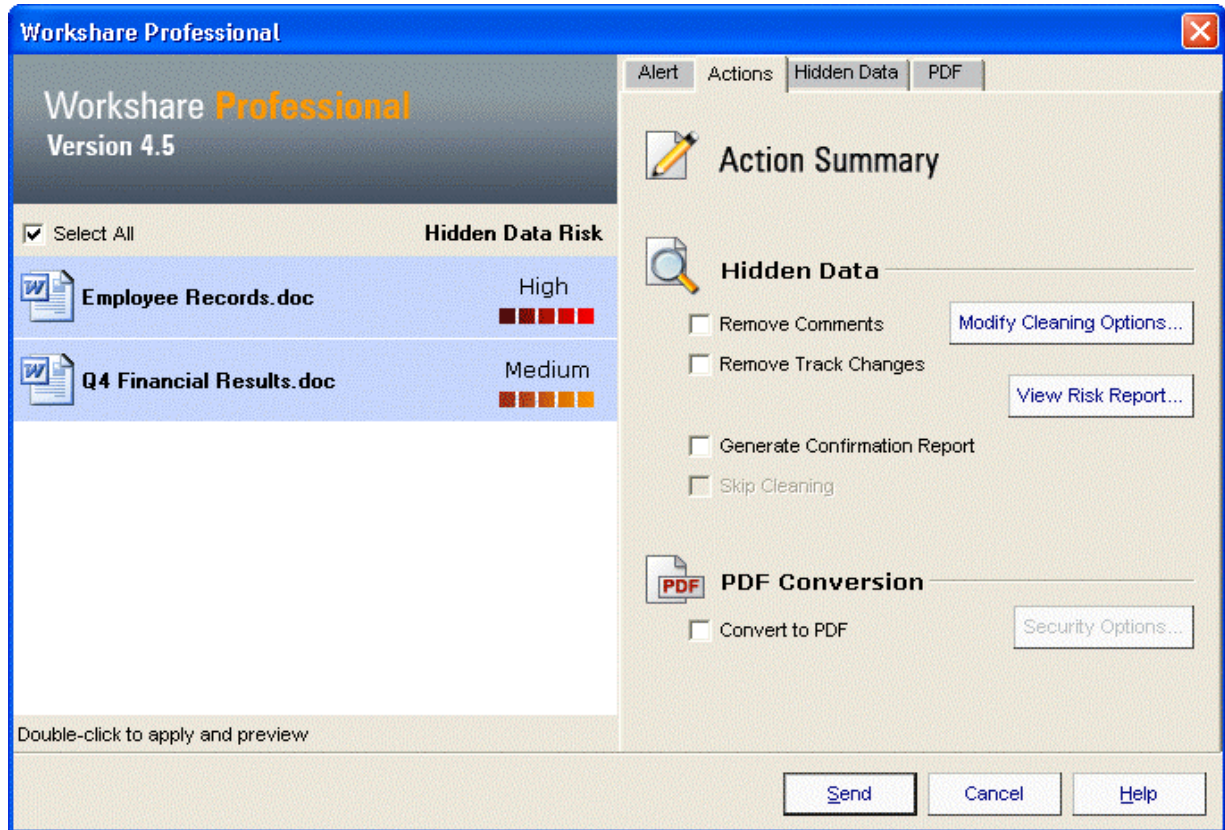 Workshare Professional
Workshare Professional
Version 4.5
Select All
Hidden Data Risk
Employee Records.doc
High
Q4 Financial Results.doc
Medium
Double-click to apply and preview
Alert
Actions
Hidden Data
PDF
Action Summary
Hidden Data
Remove Comments
Modify Cleaning Options...
Remove Track Changes
View Risk Report...
Generate Confirmation Report
Skip Cleaning
PDF
PDF Conversion
Convert to PDF
Security Options...
Send
Cancel
Help